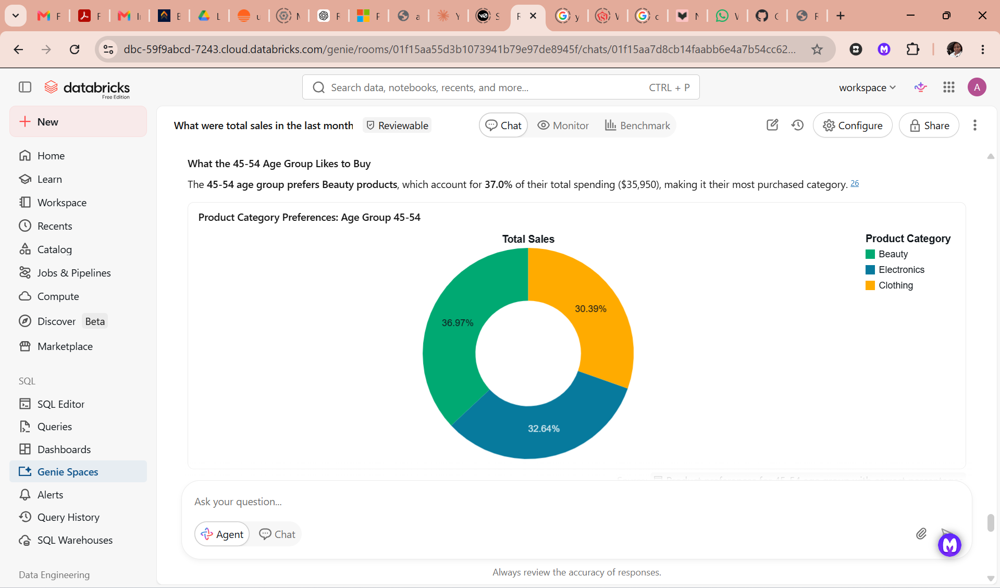 F
F
I
E
L
u
N
R
P
a
Y
S
F
y
V
c
N
V
C
F
dbc-59f9abcd-7243.cloud.databricks.com/genie/rooms/01f15aa55d3b1073941b79e97de8945f/chats/01f15aa7d8cb14faabb6e4a7b54cc62...
databricks
Free Edition
Search data, notebooks, recents, and more...
CTRL + P
workspace
A
New
Home
Learn
Workspace
Recents
Catalog
Jobs & Pipelines
Compute
Discover Beta
Marketplace
SQL
SQL Editor
Queries
Dashboards
Genie Spaces
Alerts
Query History
SQL Warehouses
Data Engineering
What were total sales in the last month
Reviewable
Chat
Monitor
Benchmark
Configure
Share
What the 45-54 Age Group Likes to Buy
The 45-54 age group prefers Beauty products, which account for 37.0% of their total spending ($35,950), making it their most purchased category. 26
Product Category Preferences: Age Group 45-54
Total Sales
36.97%
30.39%
32.64%
Product Category
Beauty
Electronics
Clothing
Ask your question...
Agent
Chat
Always review the accuracy of responses.